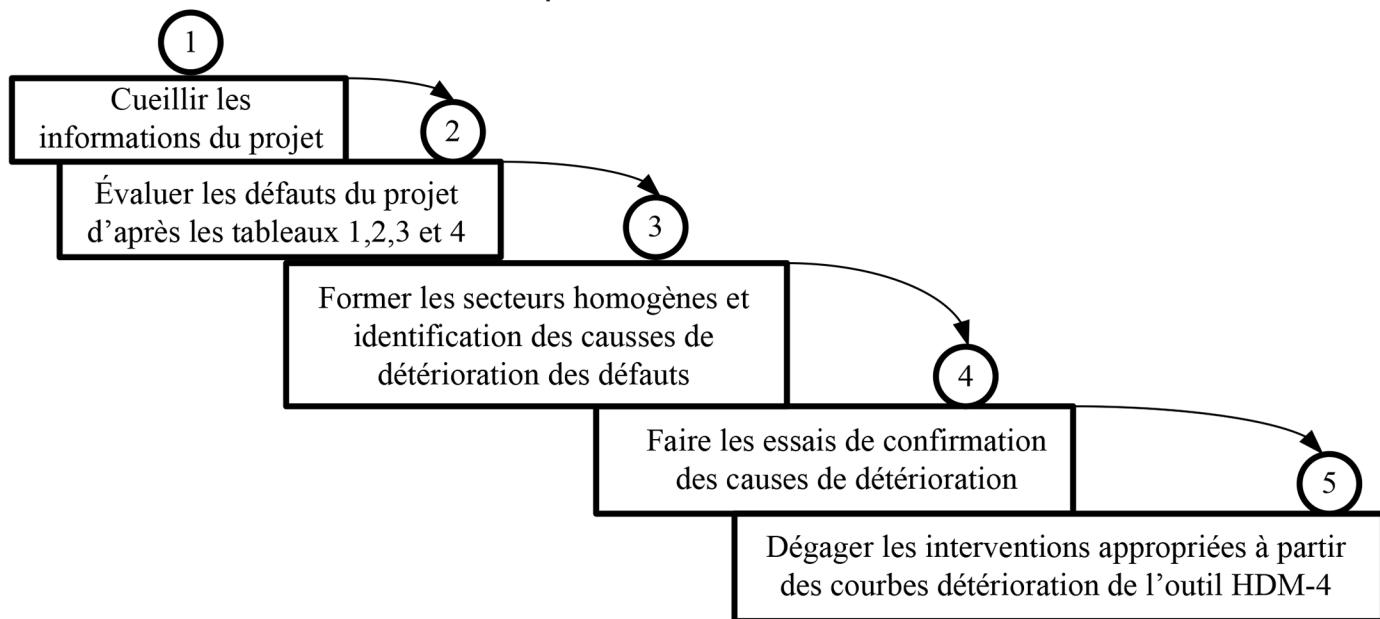 1
Cueillir les
informations du projet
2
Évaluer les défauts du projet
d’après les tableaux 1,2,3 et 4
3
Former les secteurs homogènes et
identification des causses de
détérioration des défauts
4
Faire les essais de confirmation
des causes de détérioration
5
Dégager les interventions appropriées à partir
des courbes détérioration de l’outil HDM-4